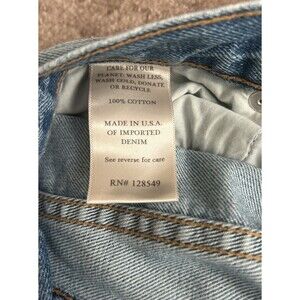 CARE FOR OUR
PLANET: WASH LESS,
WASH COLD, DONATE
OR RECYCLE
100% COTTON
MADE IN U.S.A.
OF IMPORTED
DENIM
See reverse for care
RN# 128549